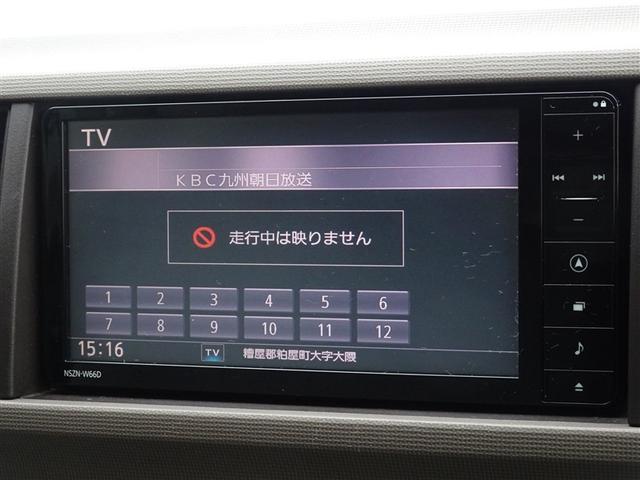 TV
KBC九州朝日放送
走行中は映りません
1 2 3 4 5 6
7 8 9 10 11 12
15:16 TV 糟屋郡粕屋町大字大隈
NSZN-W66D